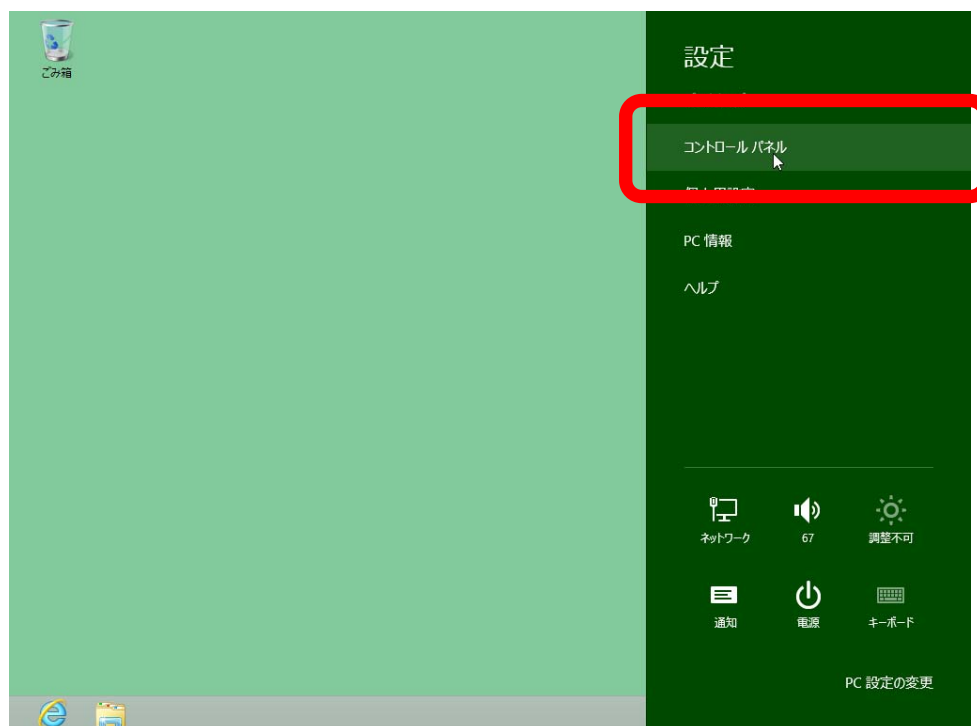 ごみ箱
設定
コントロール パネル
PC 情報
ヘルプ
ネットワーク
67
調整不可
通知
電源
キーボード
PC 設定の変更